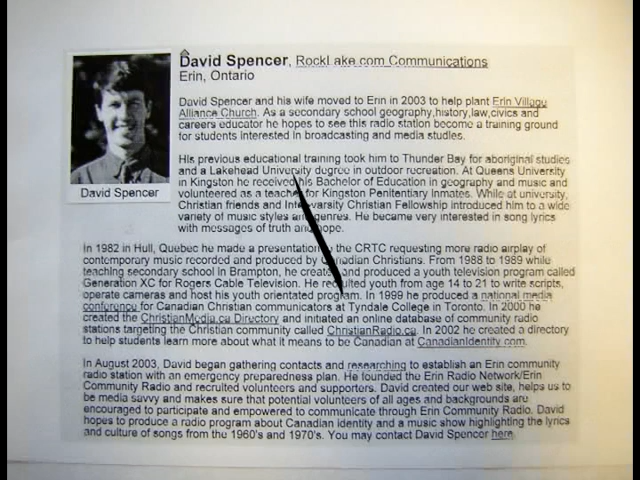 David Spencer, RockLake.com Communications
Erin, Ontario
David Spencer and his wife moved to Erin in 2003 to help plant Erin Village
Alliance Church. As a secondary school geography,history,law,civics and
careers educator he hopes to see this radio station become a training ground
for students interested in broadcasting and media studies.
His previous educational training took him to Thunder Bay for aboriginal studies
and a Lakehead University degree in outdoor recreation. At Queens University
in Kingston he received his Bachelor of Education in geography and music and
volunteered as a teacher for Kingston Penitentiary Inmates. While at university,
Christian friends and Inter-varsity Christian Fellowship introduced him to a wide
variety of music styles and genres. He became very interested in song lyrics
with messages of truth and hope.
David Spencer
In 1982 in Hull, Quebec he made a presentation to the CRTC requesting more radio airplay of
contemporary music recorded and produced by Canadian Christians. From 1988 to 1989 while
teaching secondary school in Brampton, he created and produced a youth television program called
Generation XC for Rogers Cable Television. He recruited youth from age 14 to 21 to write scripts,
operate cameras and host his youth orientated program. In 1999 he produced a national media
conference for Canadian Christian communicators at Tyndale College in Toronto. In 2000 he
created the ChristianMedia.ca Directory and initiated an online database of community radio
stations targeting the Christian community called ChristianRadio.ca. In 2002 he created a directory
to help students learn more about what it means to be Canadian at CanadianIdentity.com.
In August 2003, David began gathering contacts and researching to establish an Erin community
radio station with an emergency preparedness plan. He founded the Erin Radio Network/Erin
Community Radio and recruited volunteers and supporters. David created our web site, helps us to
be media savvy and makes sure that potential volunteers of all ages and backgrounds are
encouraged to participate and empowered to communicate through Erin Community Radio. David
hopes to produce a radio program about Canadian Identity and a music show highlighting the lyrics
and culture of songs from the 1960's and 1970's. You may contact David Spencer here.